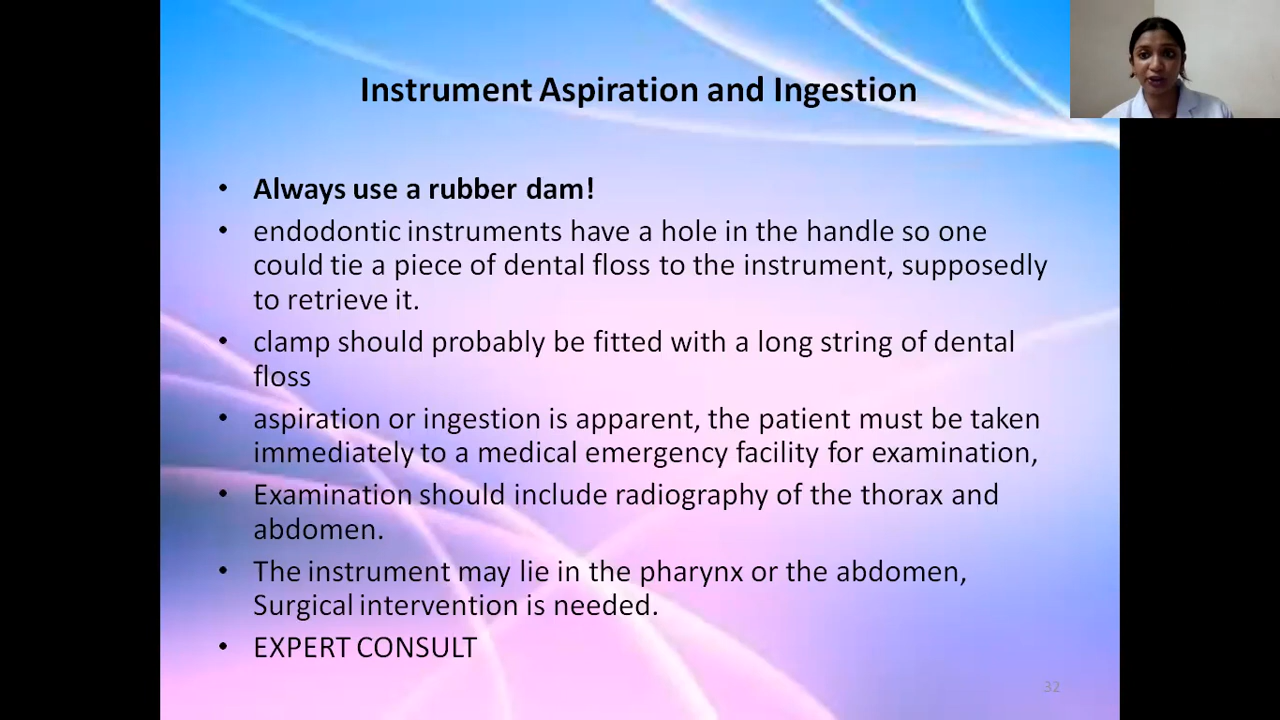 Instrument Aspiration and Ingestion
• Always use a rubber dam!
• endodontic instruments have a hole in the handle so one
could tie a piece of dental floss to the instrument, supposedly
to retrieve it.
• clamp should probably be fitted with a long string of dental
floss
• aspiration or ingestion is apparent, the patient must be taken
immediately to a medical emergency facility for examination,
• Examination should include radiography of the thorax and
abdomen.
• The instrument may lie in the pharynx or the abdomen,
Surgical intervention is needed.
• EXPERT CONSULT
32